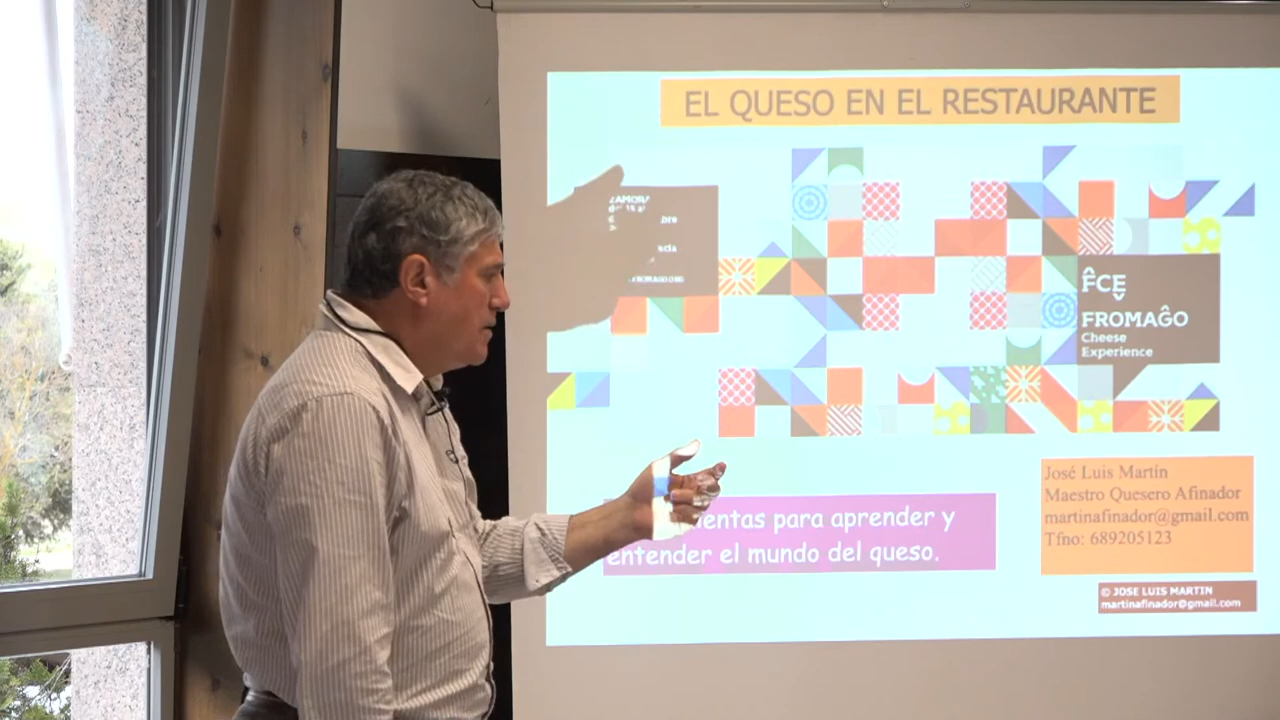 EL QUESO EN EL RESTAURANTE
ZAMORA
FCE
FROMAGO
Cheese
Experience
José Luis Martín
Maestro Quesero Afinador
martinafinador@gmail.com
Tfno: 689205123
para aprender y
entender el mundo del queso.
© JOSE LUIS MARTIN
martinafinador@gmail.com